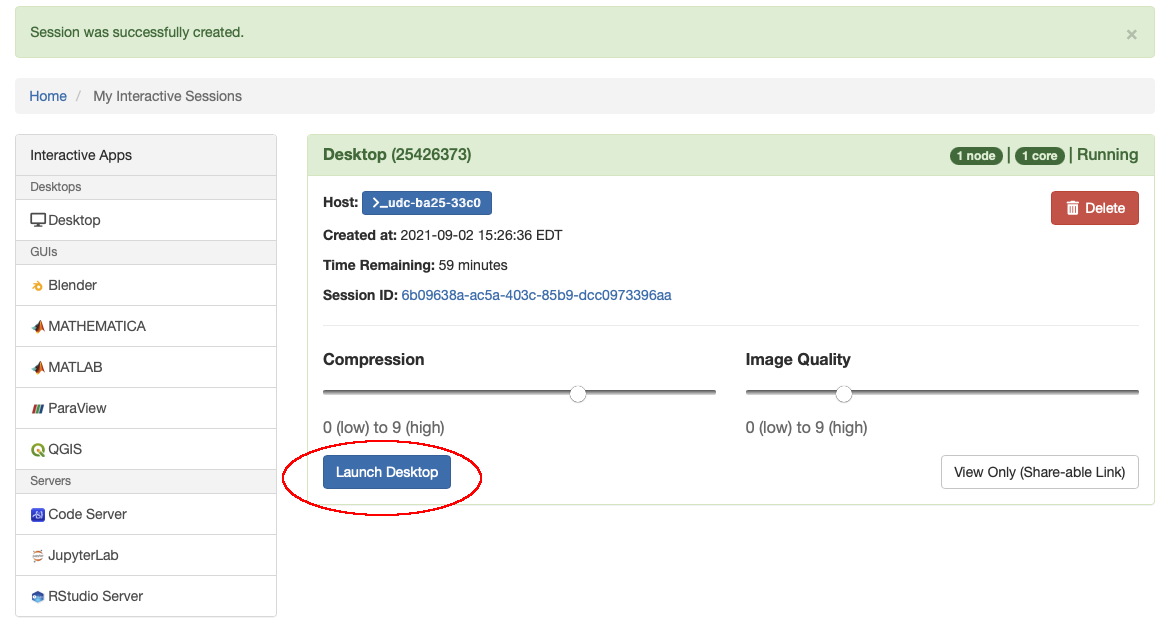 Session was successfully created.
×
Home / My Interactive Sessions
Interactive Apps
Desktops
Desktop
GUIs
Blender
MATHEMATICA
MATLAB
ParaView
QGIS
Servers
Code Server
JupyterLab
RStudio Server
Desktop (25426373)
1 node | 1 core | Running
Host: >_udc-ba25-33c0
Delete
Created at: 2021-09-02 15:26:36 EDT
Time Remaining: 59 minutes
Session ID: 6b09638a-ac5a-403c-85b9-dcc0973396aa
Compression
0 (low) to 9 (high)
Image Quality
0 (low) to 9 (high)
Launch Desktop
View Only (Share-able Link)